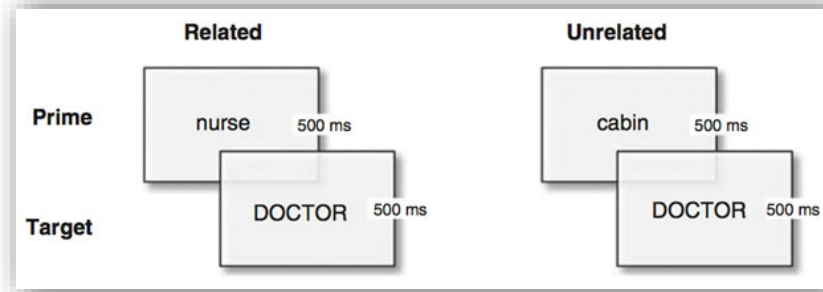 Related Unrelated
Prime
nurse 500 ms
cabin 500 ms
Target
DOCTOR 500 ms
DOCTOR 500 ms